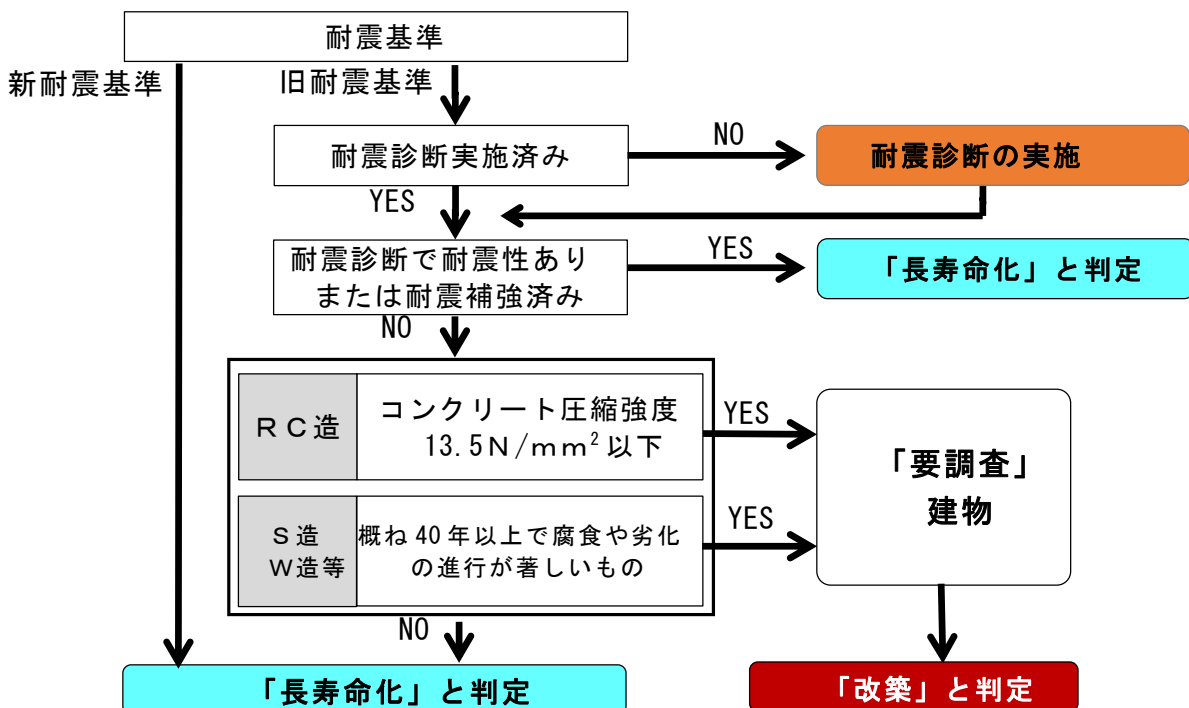 耐震基準
新耐震基準
旧耐震基準
耐震診断実施済み
NO
耐震診断の実施
YES
耐震診断で耐震性あり
または耐震補強済み
YES
「長寿命化」と判定
NO
RC造
コンクリート圧縮強度
13.5N/mm²以下
YES
「要調査」
建物
S造
W造等
概ね40年以上で腐食や劣化
の進行が著しいもの
YES
NO
「長寿命化」と判定
「改築」と判定